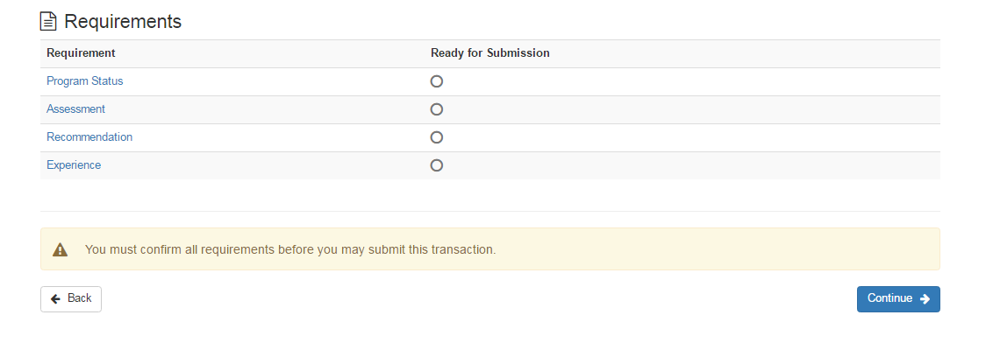 Requirements
Requirement Ready for Submission
Program Status
Assessment
Recommendation
Experience
You must confirm all requirements before you may submit this transaction.
Back Continue